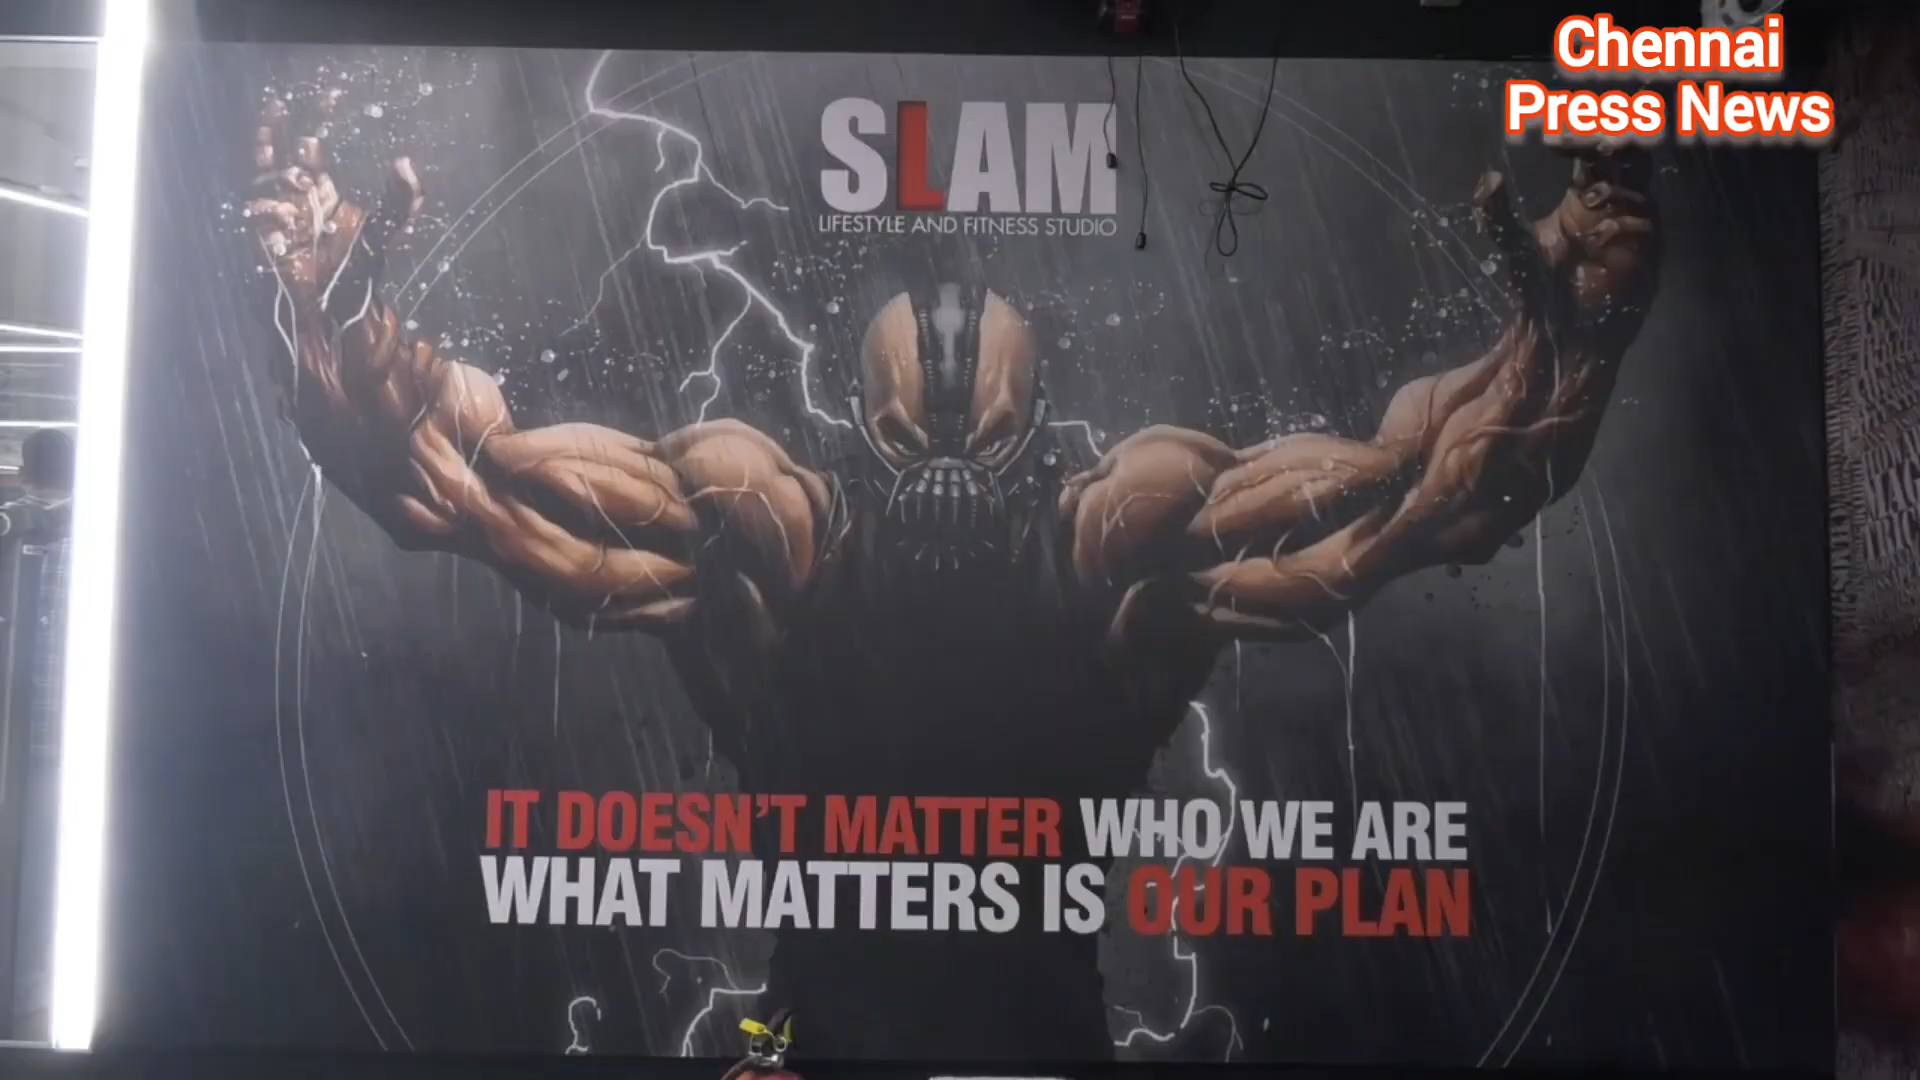 Chennai
Press News
SLAM
LIFESTYLE AND FITNESS STUDIO
IT DOESN'T MATTER WHO WE ARE
WHAT MATTERS IS OUR PLAN